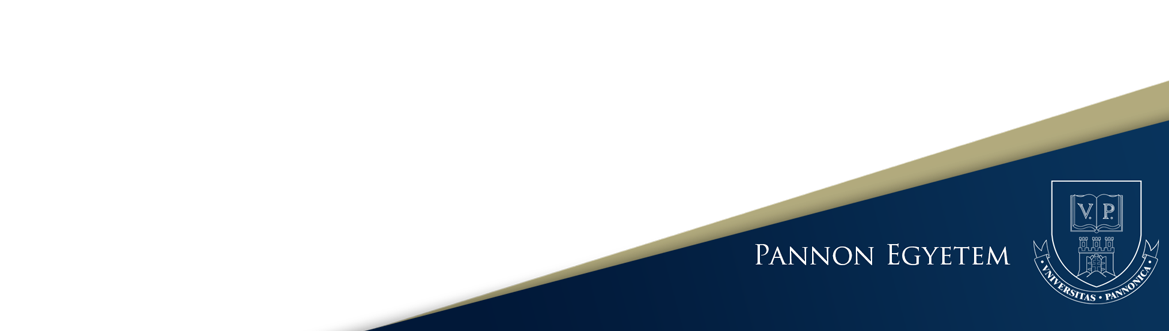 PANNON EGYETEM
V. P.
VNIVERSITAS • PANNONICA